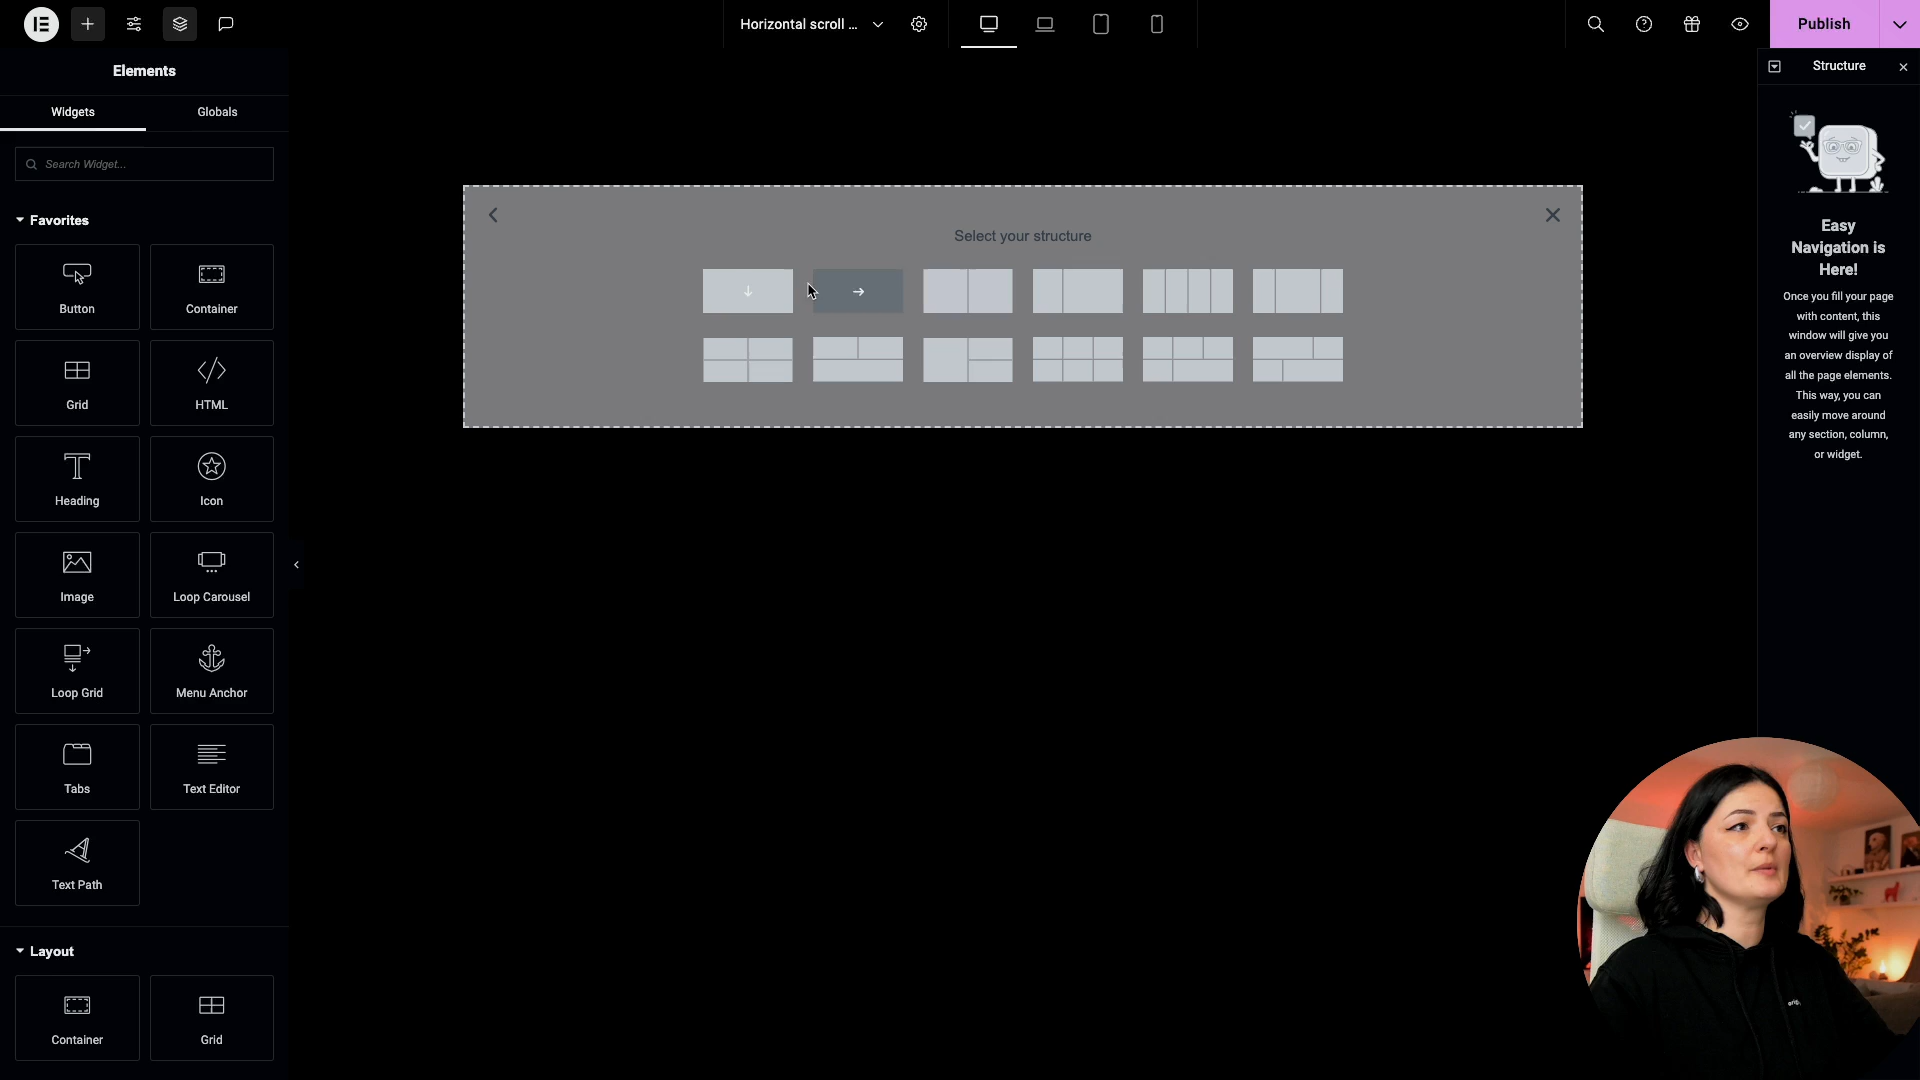 Horizontal scroll ...
Publish
Elements
Structure
Widgets
Globals
Search Widget...
Favorites
Button
Container
Grid
HTML
Heading
Icon
Image
Loop Carousel
Loop Grid
Menu Anchor
Tabs
Text Editor
Text Path
Layout
Container
Grid
Select your structure
Easy
Navigation is
Here!
Once you fill your page
with content, this
window will give you
an overview display of
all the page elements.
This way, you can
easily move around
any section, column,
or widget.